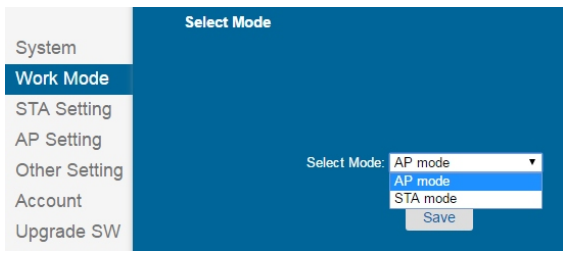 Select Mode
System
Work Mode
STA Setting
AP Setting
Other Setting
Account
Upgrade SW
Select Mode: AP mode
AP mode
STA mode
Save